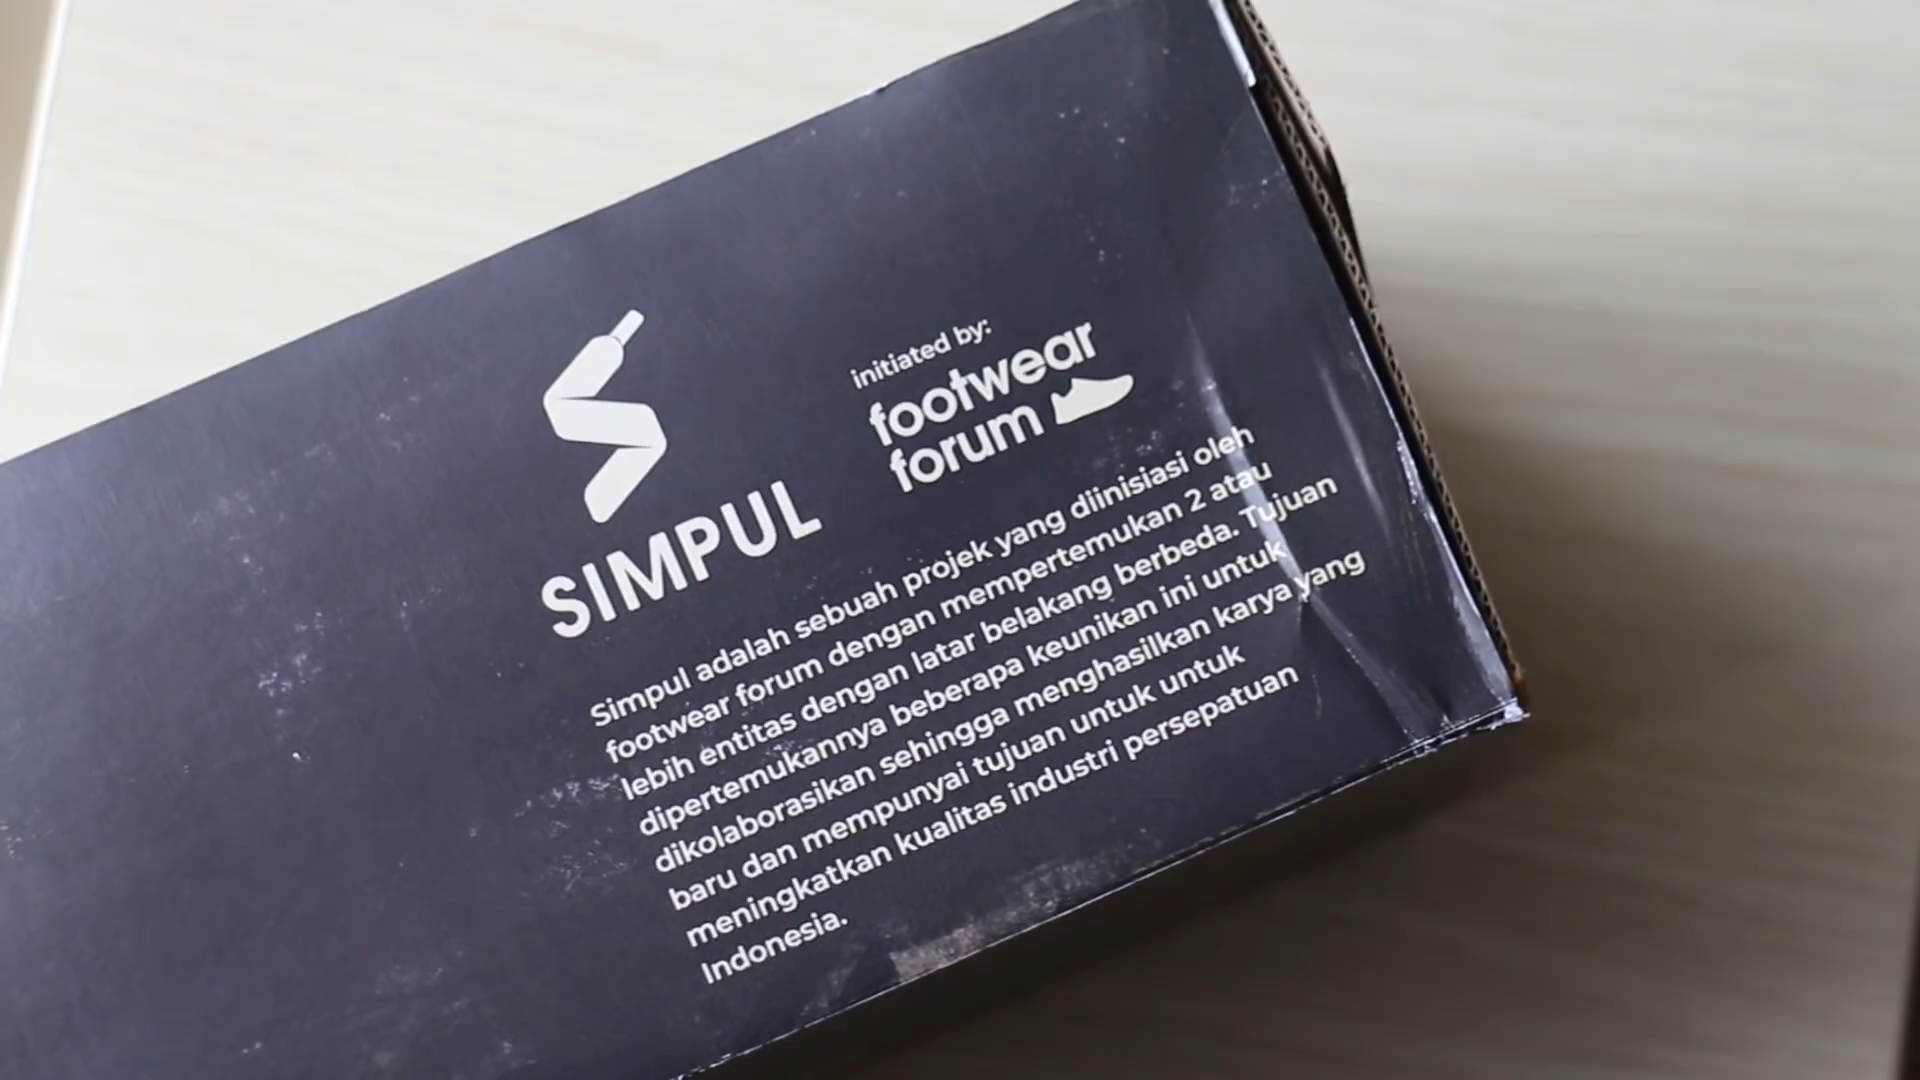 SIMPUL
initiated by:
footwear
forum
Simpul adalah sebuah projek yang diinisiasi oleh
footwear forum dengan mempertemukan 2 atau
lebih entitas dengan latar belakang berbeda. Tujuan
dipertemukannya beberapa keunikan ini untuk
dikolaborasikan sehingga menghasilkan karya yang
baru dan mempunyai tujuan untuk untuk
meningkatkan kualitas industri persepatuan
Indonesia.